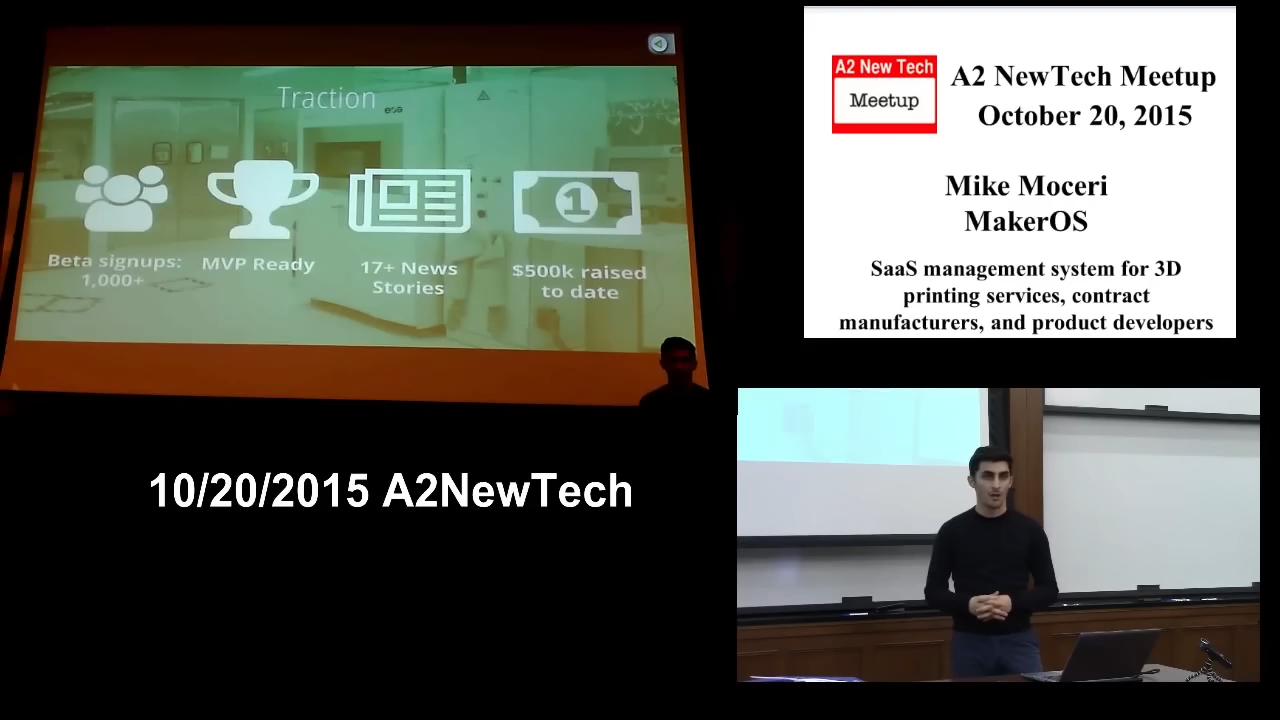 Traction
eos
Beta signups:
1,000+
MVP Ready
17+ News
Stories
1
$500k raised
to date
A2 New Tech
Meetup
A2 NewTech Meetup
October 20, 2015
Mike Moceri
MakerOS
SaaS management system for 3D
printing services, contract
manufacturers, and product developers
10/20/2015 A2NewTech